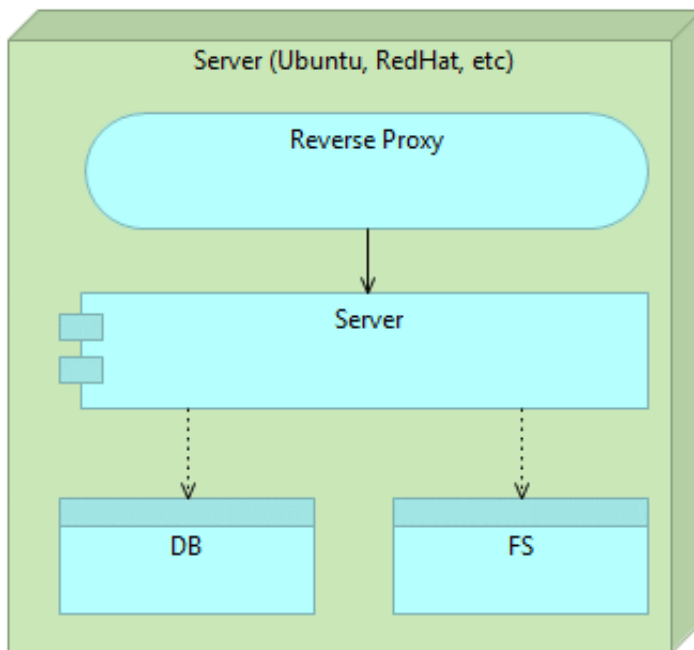 Server (Ubuntu, RedHat, etc)
Reverse Proxy
Server
DB
FS